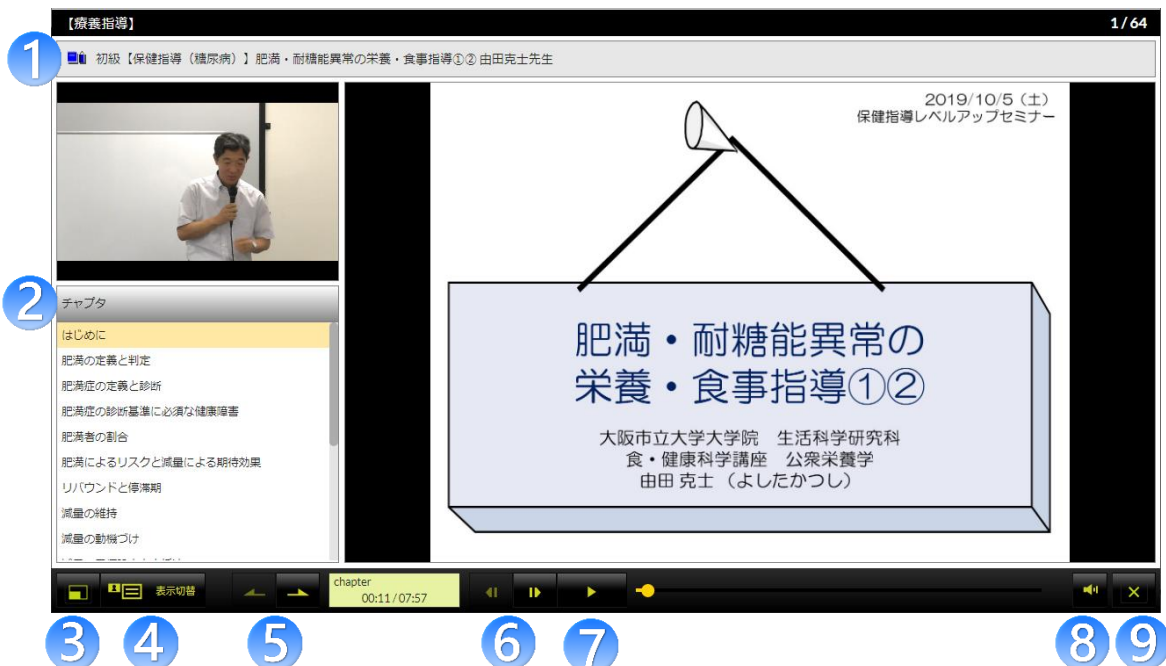 【療養指導】
1/64
1
初級【保健指導（糖尿病）】肥満・耐糖能異常の栄養・食事指導①② 由田克士先生
2019/10/5（土）
保健指導レベルアップセミナー
肥満・耐糖能異常の
栄養・食事指導①②
大阪市立大学大学院　生活科学研究科
食・健康科学講座　公衆栄養学
由田 克士（よしたかつし）
2
チャプタ
はじめに
肥満の定義と判定
肥満症の定義と診断
肥満症の診断基準に必須な健康障害
肥満者の割合
肥満によるリスクと減量による期待効果
リバウンドと停滞期
減量の維持
減量の動機づけ
表示切替
chapter
00:11/07:57
3
4
5
6
7
8
9